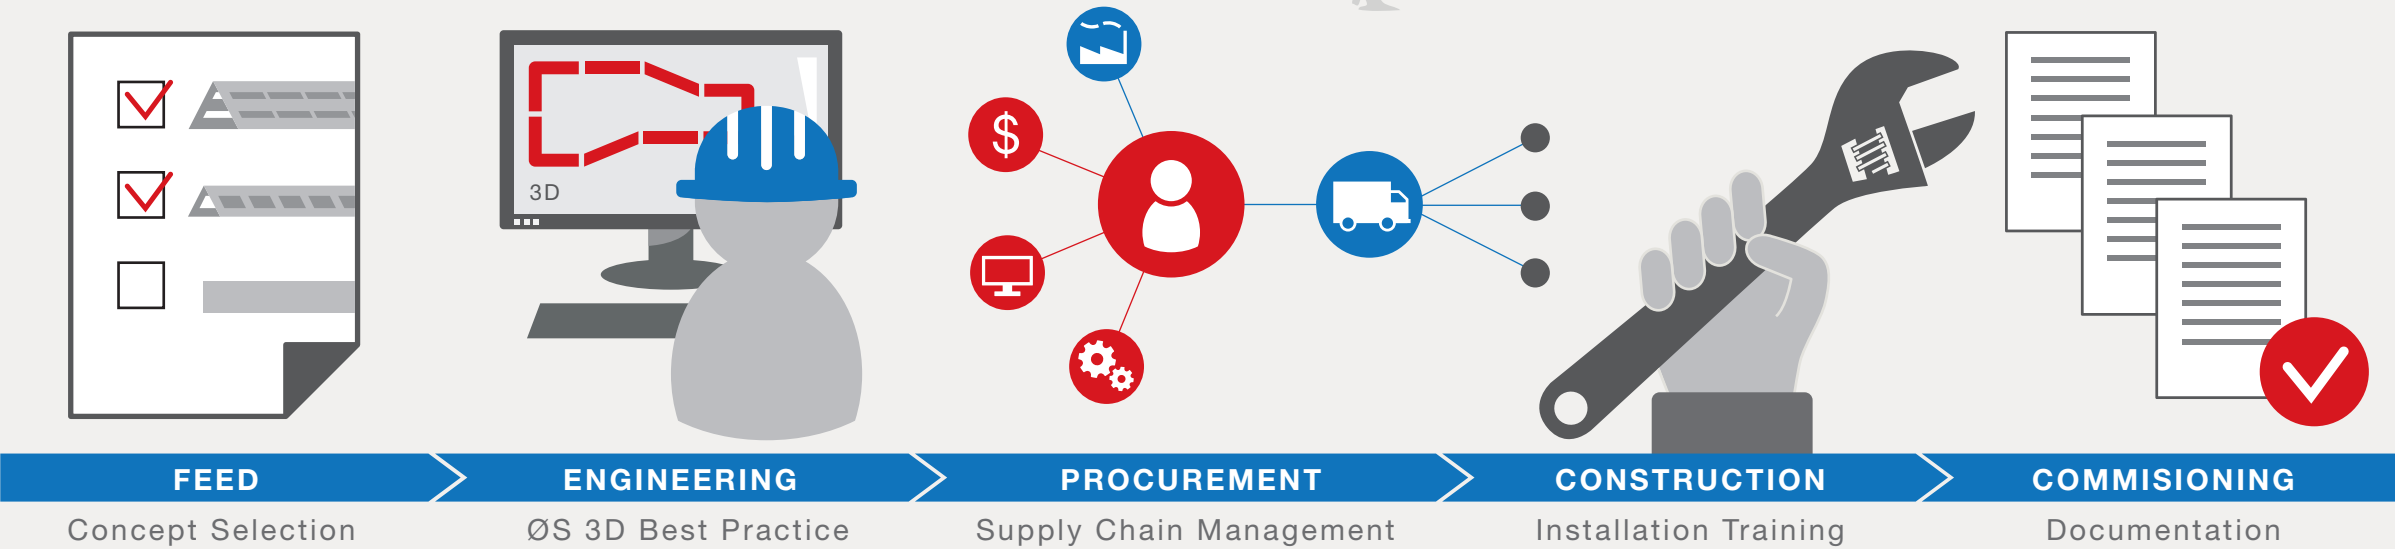 3D
$
FEED
ENGINEERING
PROCUREMENT
CONSTRUCTION
COMMISIONING
Concept Selection
ØS 3D Best Practice
Supply Chain Management
Installation Training
Documentation